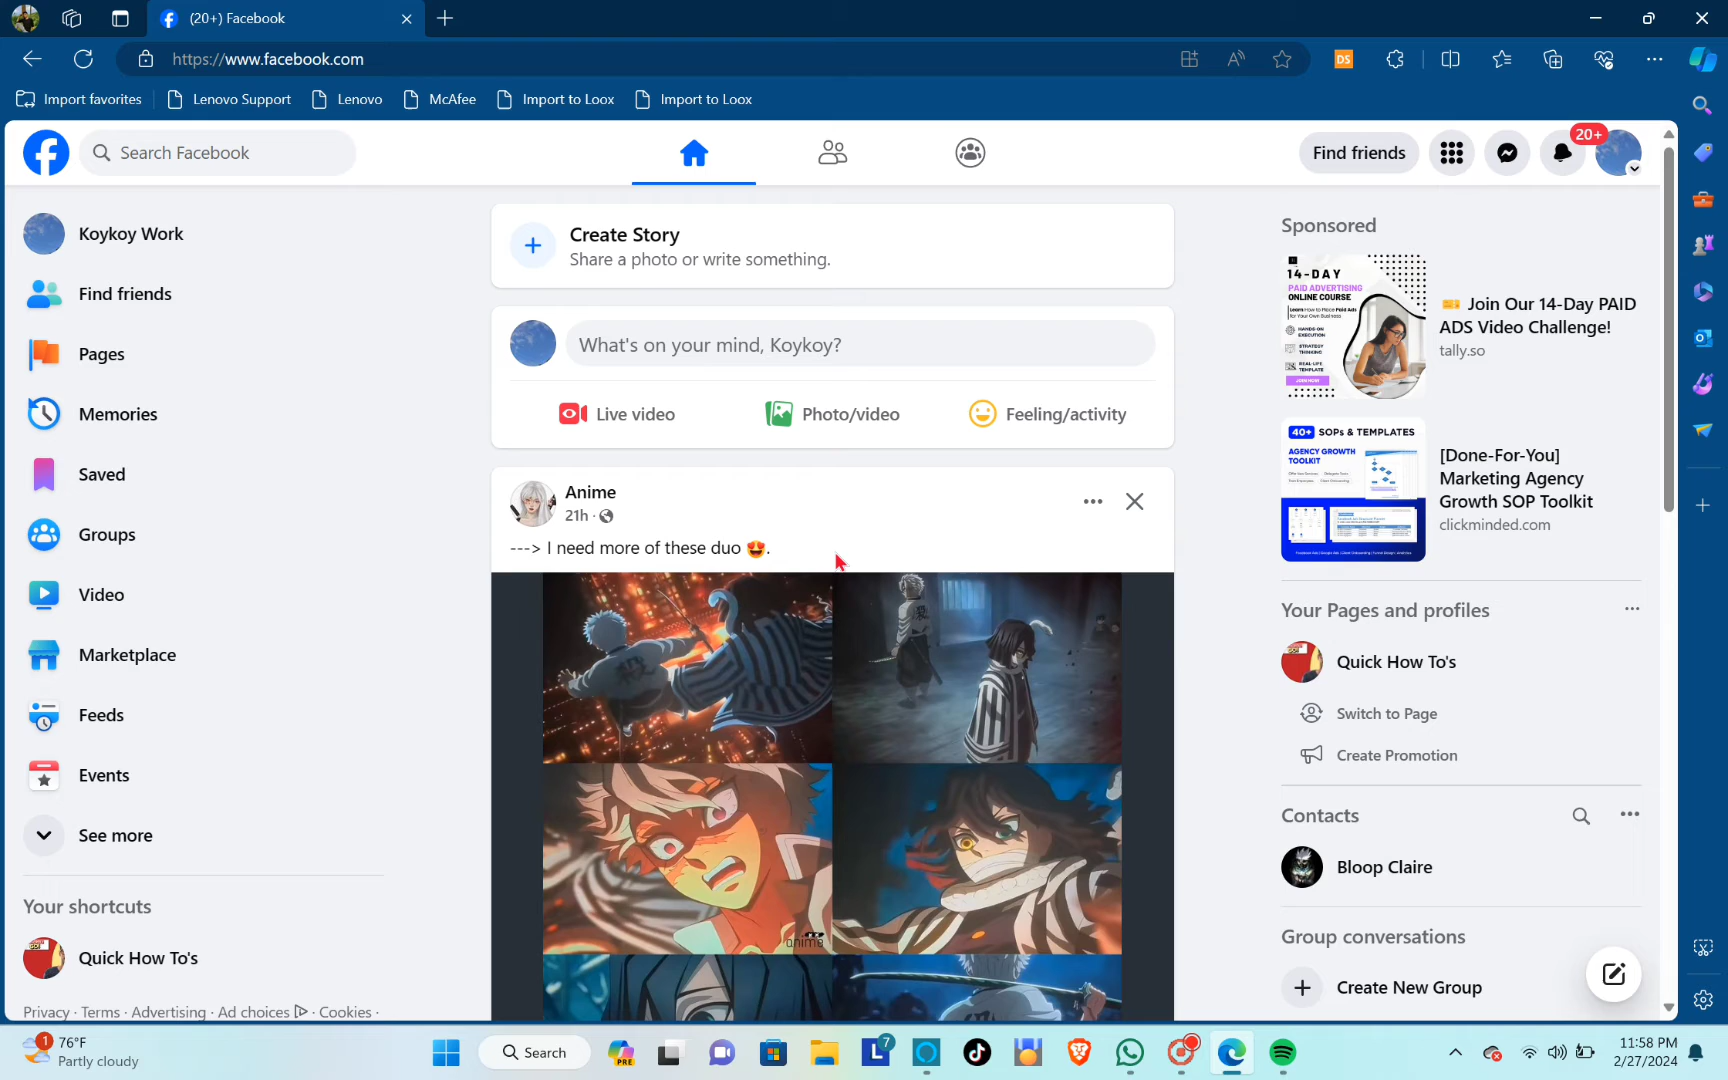 (20+) Facebook
https://www.facebook.com
DS
Import favorites
Lenovo Support
Lenovo
McAfee
Import to Loox
Import to Loox
Search Facebook
Find friends
20+
Koykoy Work
Find friends
Pages
Memories
Saved
Groups
Video
Marketplace
Feeds
Events
See more
Your shortcuts
Quick How To's
Privacy · Terms · Advertising · Ad choices · Cookies ·
Create Story
Share a photo or write something.
What's on your mind, Koykoy?
Live video
Photo/video
Feeling/activity
Anime
21h ·
---> I need more of these duo 😍.
anime
Sponsored
14-DAY
PAID ADVERTISING
ONLINE COURSE
🎫 Join Our 14-Day PAID
ADS Video Challenge!
tally.so
40+ SOPs & TEMPLATES
AGENCY GROWTH
TOOLKIT
[Done-For-You]
Marketing Agency
Growth SOP Toolkit
clickminded.com
Your Pages and profiles
Quick How To's
Switch to Page
Create Promotion
Contacts
Bloop Claire
Group conversations
Create New Group
1
76°F
Partly cloudy
Search
PRE
L
7
11:58 PM
2/27/2024